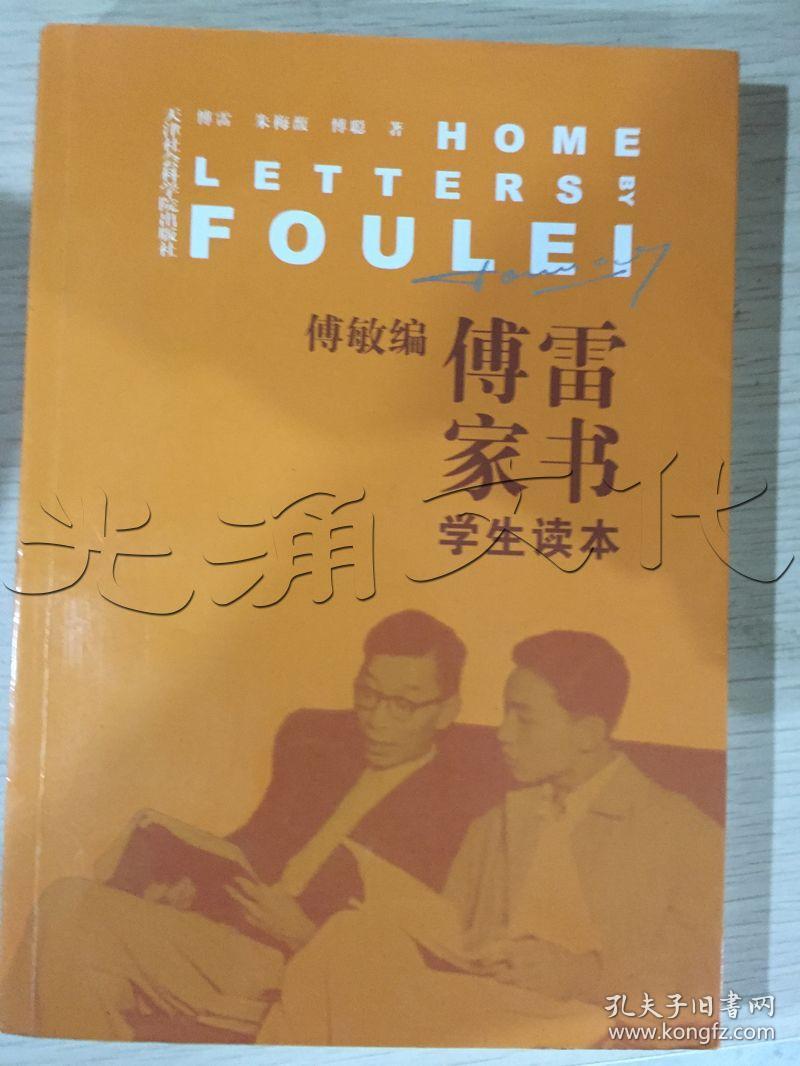 傅雷 朱梅馥 傅聪 著
天津社会科学院出版社
HOME
LETTERS BY
FOULEI
傅敏编
傅雷
家书
学生读本
光涌文化
孔夫子旧书网
www.kongfz.com